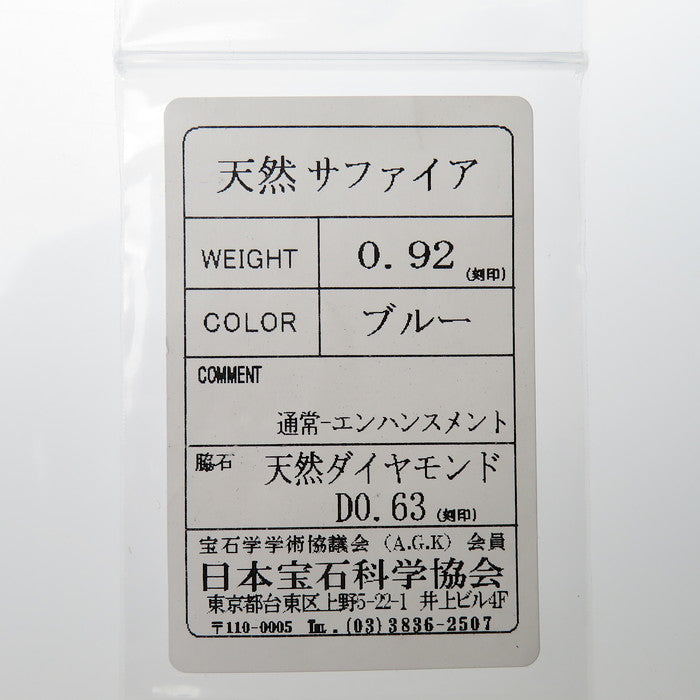 天然 サファイア
WEIGHT 0.92 (刻印)
COLOR ブルー
COMMENT
通常-エンハンスメント
脇石 天然ダイヤモンド
D0.63 (刻印)
宝石学学術協議会 (A.G.K) 会員
日本宝石科学協会
東京都台東区上野5-22-1 井上ビル4F
〒110-0005 TEL. (03) 3836-2507